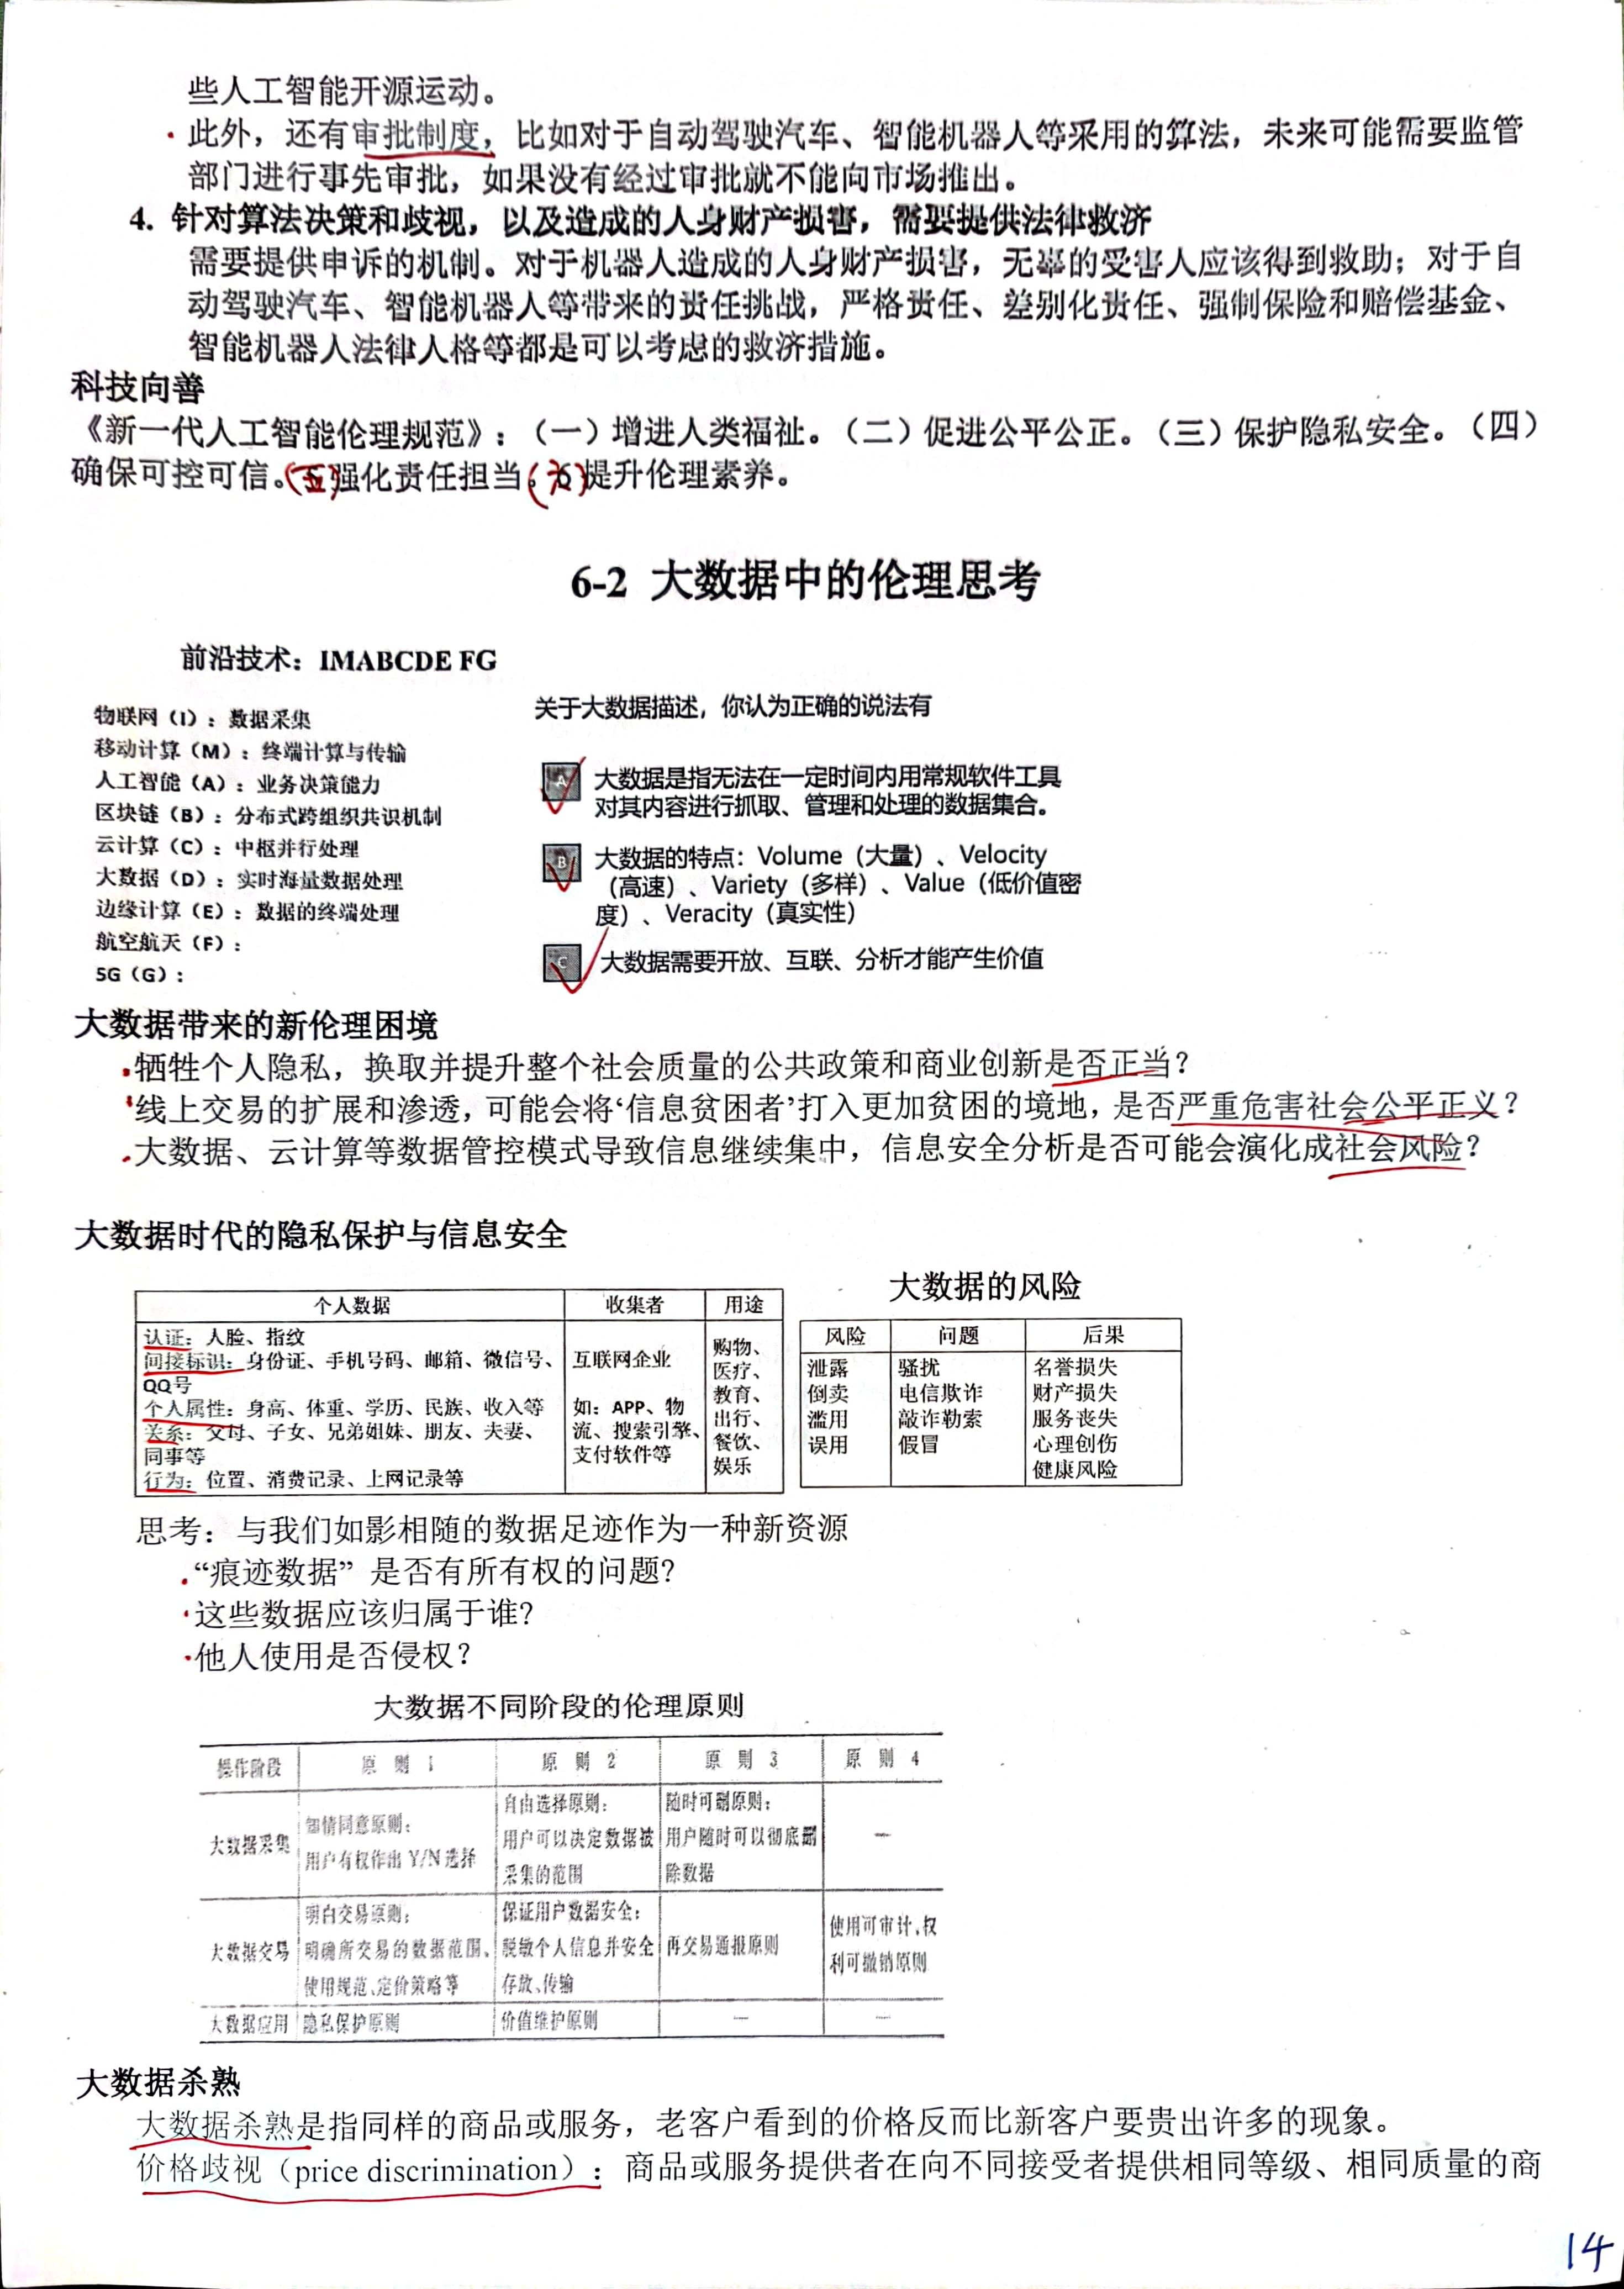 些人工智能开源运动。
· 此外，还有审批制度，比如对于自动驾驶汽车、智能机器人等采用的算法，未来可能需要监管
部门进行事先审批，如果没有经过审批就不能向市场推出。
4. 针对算法决策和歧视，以及造成的人身财产损害，需要提供法律救济
需要提供申诉的机制。对于机器人造成的人身财产损害，无辜的受害人应该得到救助；对于自
动驾驶汽车、智能机器人等带来的责任挑战，严格责任、差别化责任、强制保险和赔偿基金、
智能机器人法律人格等都是可以考虑的救济措施。
科技向善
《新一代人工智能伦理规范》：（一）增进人类福祉。（二）促进公平公正。（三）保护隐私安全。（四）
确保可控可信。（五）强化责任担当。（六）提升伦理素养。
6-2 大数据中的伦理思考
前沿技术：IMABCDE FG
物联网（I）：数据采集
移动计算（M）：终端计算与传输
人工智能（A）：业务决策能力
区块链（B）：分布式跨组织共识机制
云计算（C）：中枢并行处理
大数据（D）：实时海量数据处理
边缘计算（E）：数据的终端处理
航空航天（F）：
5G（G）：
关于大数据描述，你认为正确的说法有
A 大数据是指无法在一定时间内用常规软件工具
对其内容进行抓取、管理和处理的数据集合。
B 大数据的特点：Volume（大量）、Velocity
（高速）、Variety（多样）、Value（低价值密
度）、Veracity（真实性）
C 大数据需要开放、互联、分析才能产生价值
大数据带来的新伦理困境
·牺牲个人隐私，换取并提升整个社会质量的公共政策和商业创新是否正当？
·线上交易的扩展和渗透，可能会将‘信息贫困者’打入更加贫困的境地，是否严重危害社会公平正义？
·大数据、云计算等数据管控模式导致信息继续集中，信息安全分析是否可能会演化成社会风险？
大数据时代的隐私保护与信息安全
个人数据 收集者 用途
认证：人脸、指纹
间接标识：身份证、手机号码、邮箱、微信号、
QQ号
个人属性：身高、体重、学历、民族、收入等
关系：父母、子女、兄弟姐妹、朋友、夫妻、
同事等
行为：位置、消费记录、上网记录等
互联网企业
如：APP、物
流、搜索引擎、
支付软件等
购物、
医疗、
教育、
出行、
餐饮、
娱乐
大数据的风险
风险 问题 后果
泄露 骚扰 名誉损失
倒卖 电信欺诈 财产损失
滥用 敲诈勒索 服务丧失
误用 假冒 心理创伤
健康风险
思考：与我们如影相随的数据足迹作为一种新资源
·“痕迹数据” 是否有所有权的问题?
·这些数据应该归属于谁?
·他人使用是否侵权？
大数据不同阶段的伦理原则
操作阶段 原则1 原则2 原则3 原则4
大数据采集
知情同意原则：
用户有权作出 Y/N 选择
自由选择原则：
用户可以决定数据被
采集的范围
随时可删原则：
用户随时可以彻底删
除数据
—
大数据交易
明白交易原则：
明确所交易的数据范围、
使用规范、定价策略等
保证用户数据安全：
脱敏个人信息并安全
存放、传输
再交易通报原则
使用可审计、权
利可撤销原则
大数据应用 隐私保护原则 价值维护原则 — —
大数据杀熟
大数据杀熟是指同样的商品或服务，老客户看到的价格反而比新客户要贵出许多的现象。
价格歧视（price discrimination）：商品或服务提供者在向不同接受者提供相同等级、相同质量的商
14